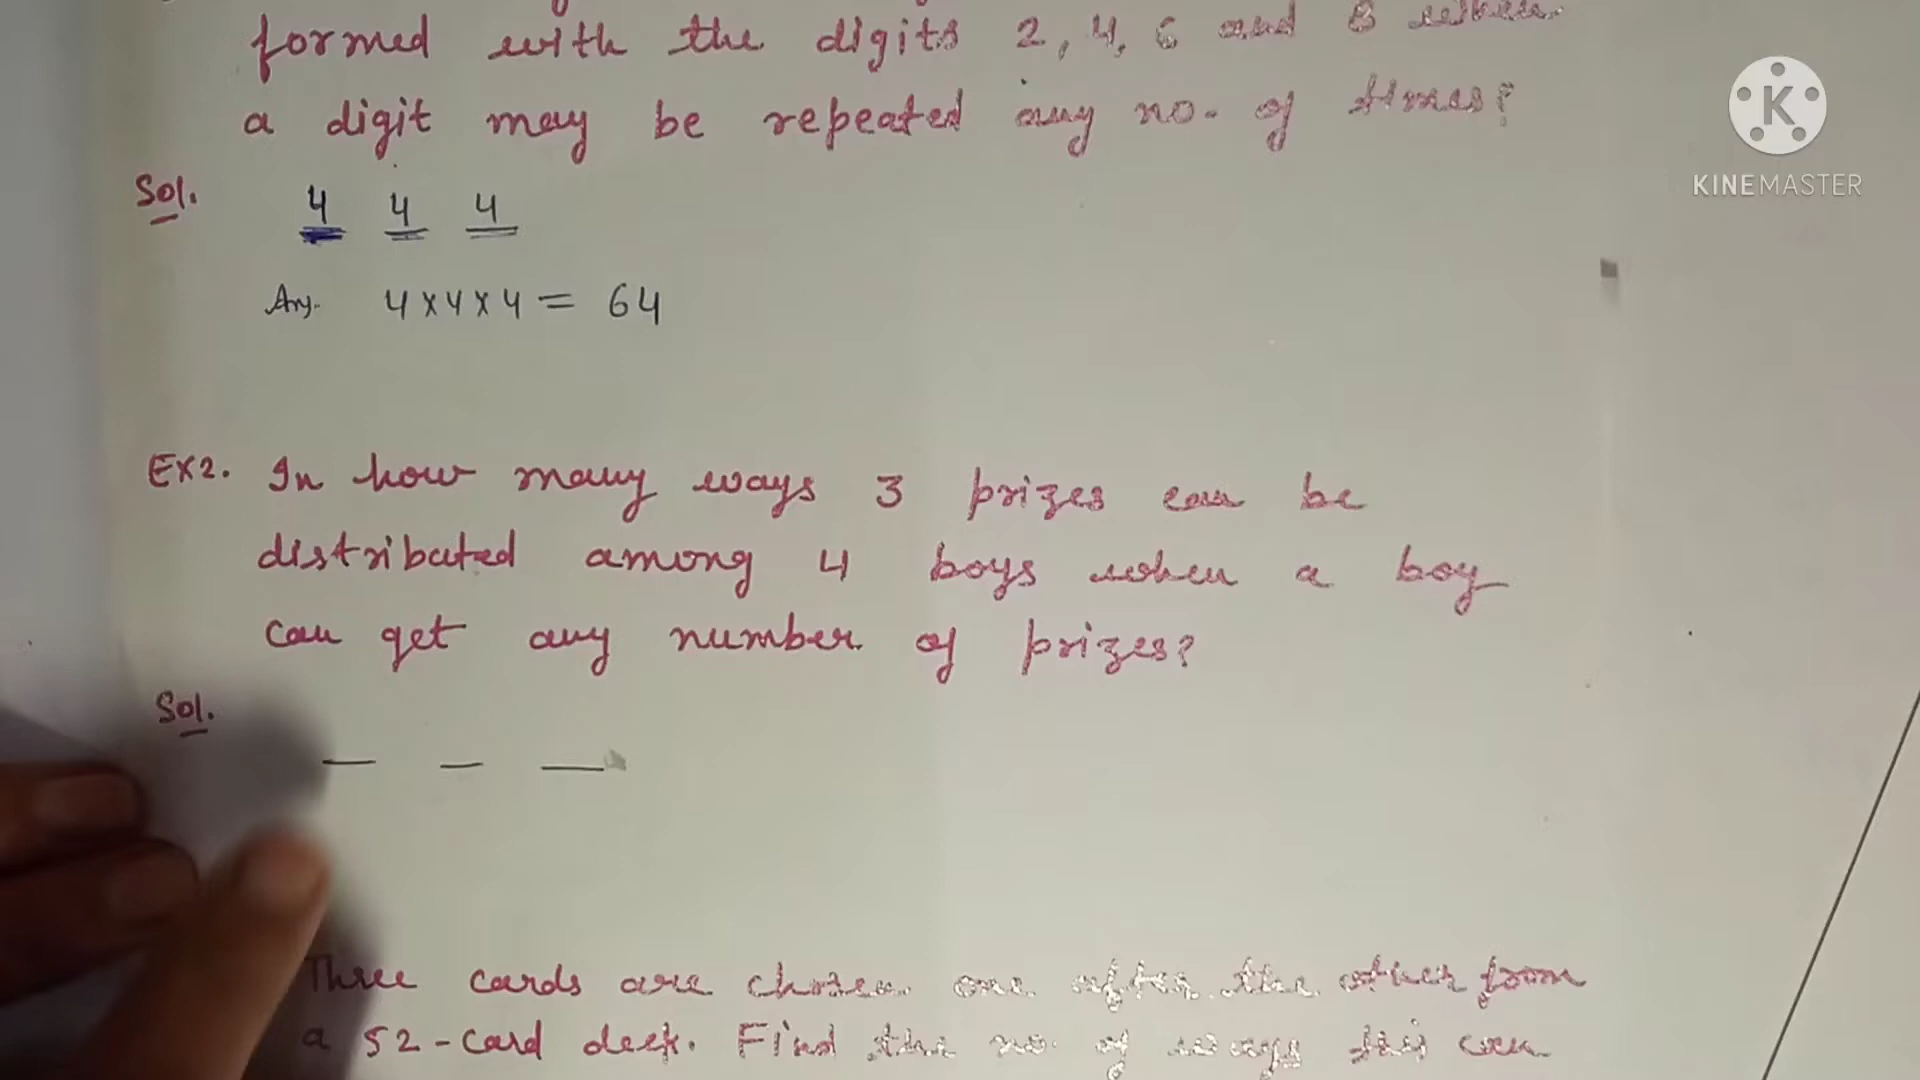 formed with the digits 2, 4, 6 and 8 when
a digit may be repeated any no. of times?
K
KINEMASTER
Sol.
4 4 4
Ans. 4 x 4 x 4 = 64
EX2. In how many ways 3 prizes can be
distributed among 4 boys when a boy
can get any number of prizes?
Sol.
Three cards are chosen one after the other from
a 52-card deck. Find the no. of ways this can